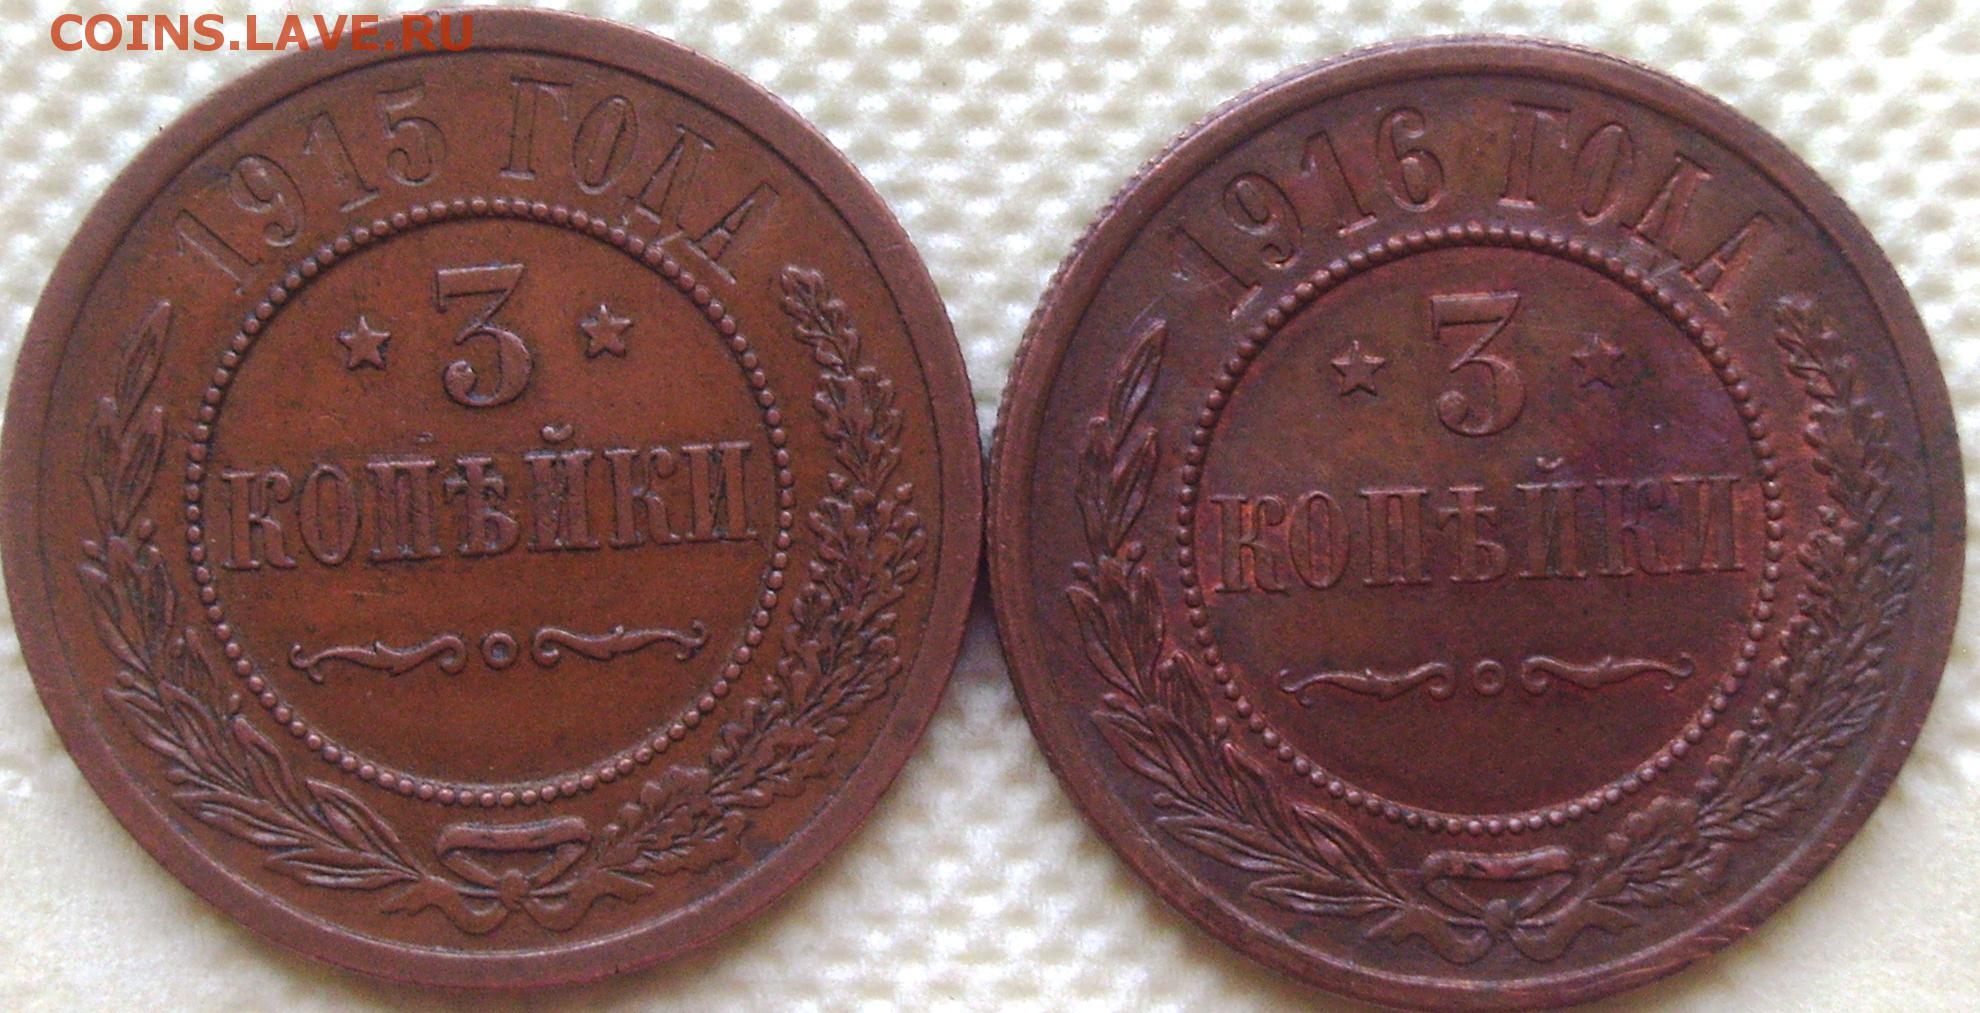 COINS.LAVE.RU
1915 ГОДА
3
КОПѢЙКИ
1916 ГОДА
3
КОПѢЙКИ